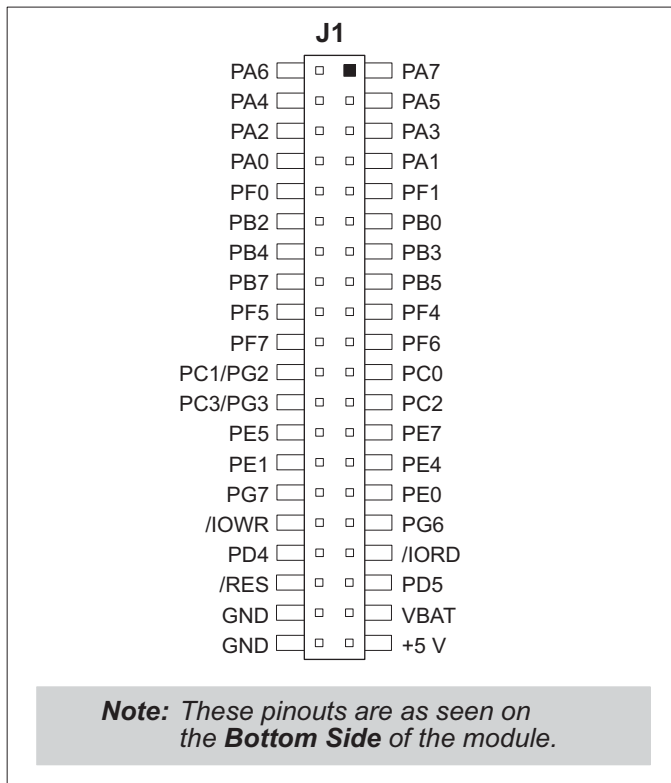 J1
PA6 PA7
PA4 PA5
PA2 PA3
PA0 PA1
PF0 PF1
PB2 PB0
PB4 PB3
PB7 PB5
PF5 PF4
PF7 PF6
PC1/PG2 PC0
PC3/PG3 PC2
PE5 PE7
PE1 PE4
PG7 PE0
/IOWR PG6
PD4 /IORD
/RES PD5
GND VBAT
GND +5 V
Note: These pinouts are as seen on
the Bottom Side of the module.